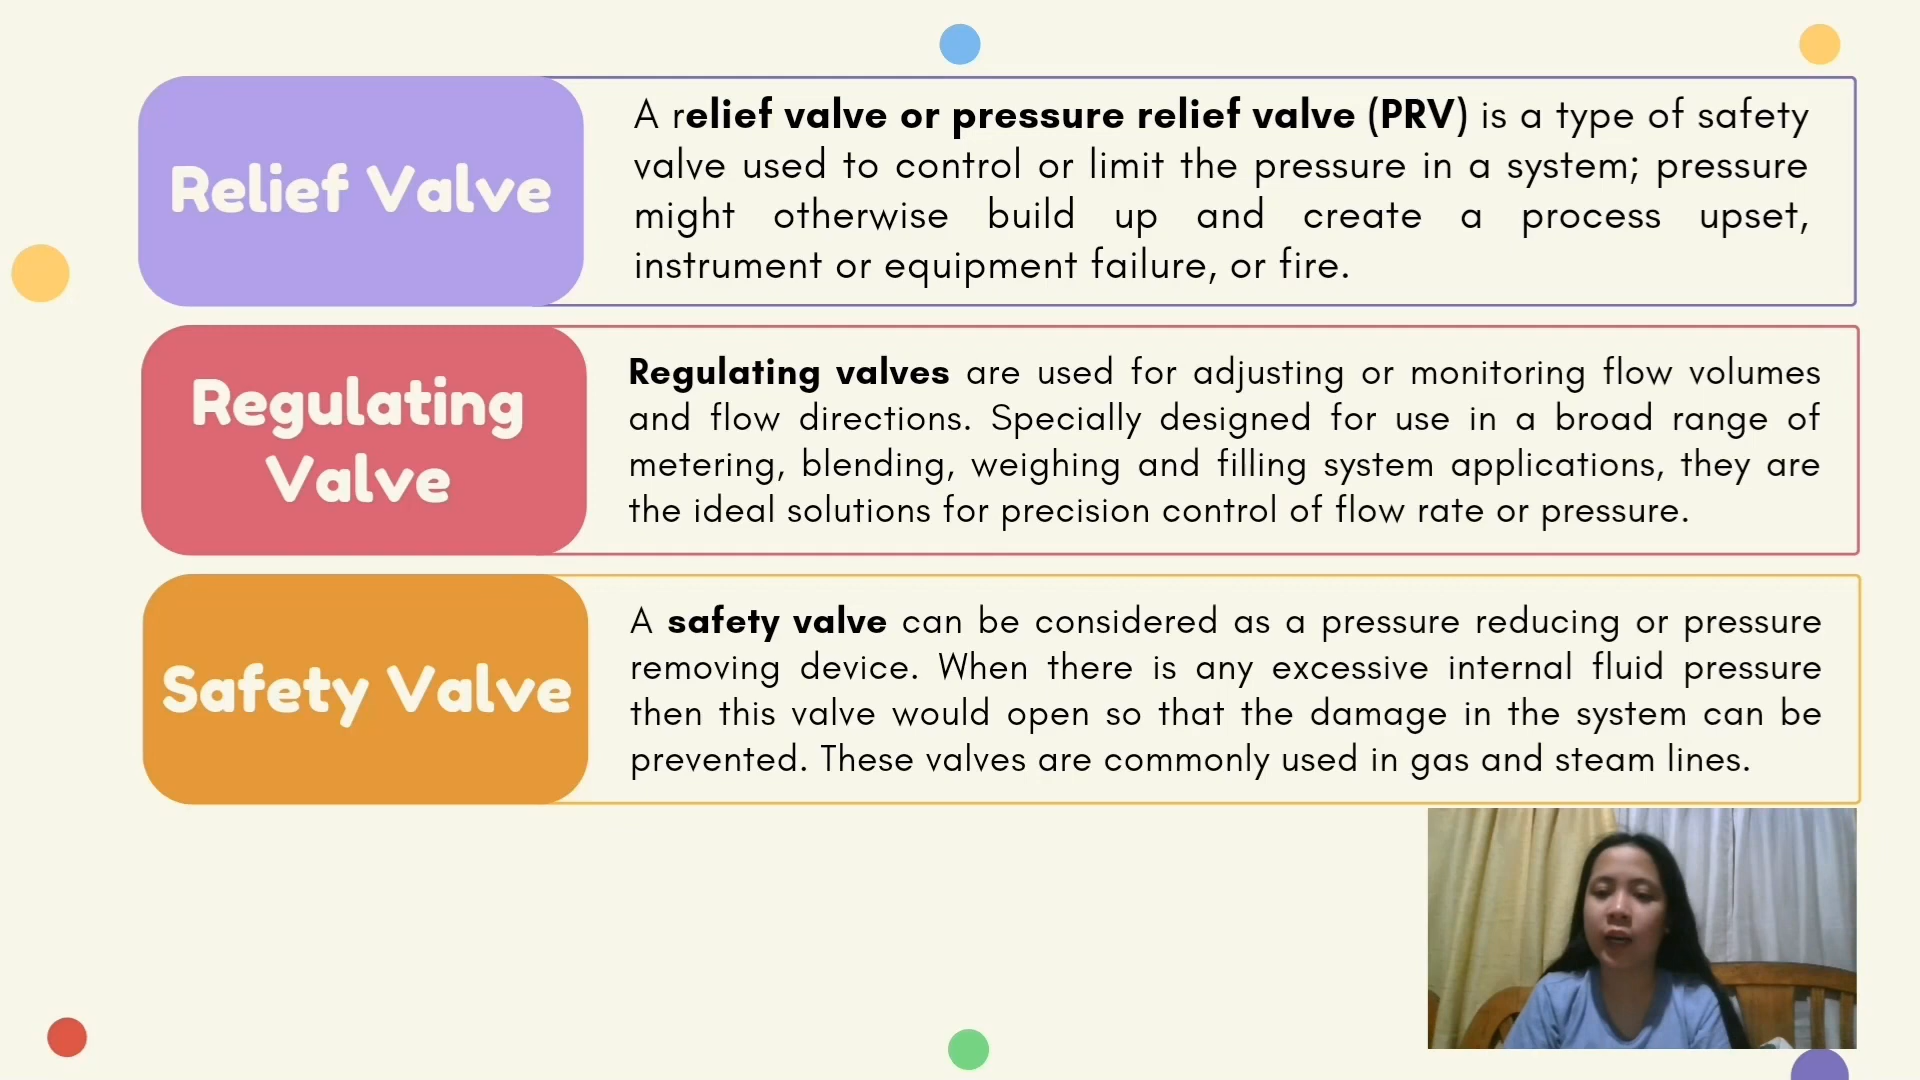 Relief Valve
A relief valve or pressure relief valve (PRV) is a type of safety
valve used to control or limit the pressure in a system; pressure
might otherwise build up and create a process upset,
instrument or equipment failure, or fire.
Regulating
Valve
Regulating valves are used for adjusting or monitoring flow volumes
and flow directions. Specially designed for use in a broad range of
metering, blending, weighing and filling system applications, they are
the ideal solutions for precision control of flow rate or pressure.
Safety Valve
A safety valve can be considered as a pressure reducing or pressure
removing device. When there is any excessive internal fluid pressure
then this valve would open so that the damage in the system can be
prevented. These valves are commonly used in gas and steam lines.